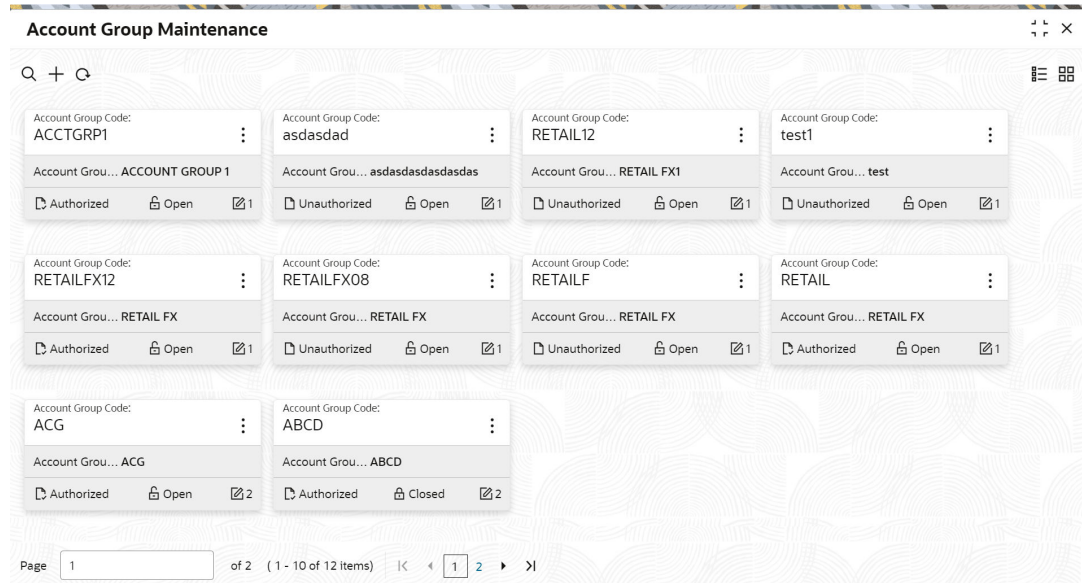 Account Group Maintenance
Account Group Code: Account Group Code: Account Group Code: Account Group Code:
ACCTGRP1 asdasdad RETAIL12 test1
Account Grou... ACCOUNT GROUP 1 Account Grou... asdasdasdasdasdas Account Grou... RETAIL FX1 Account Grou... test
Authorized Open 1 Unauthorized Open 1 Unauthorized Open 1 Unauthorized Open 1
Account Group Code: Account Group Code: Account Group Code: Account Group Code:
RETAILFX12 RETAILFX08 RETAILF RETAIL
Account Grou... RETAIL FX Account Grou... RETAIL FX Account Grou... RETAIL FX Account Grou... RETAIL FX
Authorized Open 1 Unauthorized Open 1 Unauthorized Open 1 Authorized Open 1
Account Group Code: Account Group Code:
ACG ABCD
Account Grou... ACG Account Grou... ABCD
Authorized Open 2 Authorized Closed 2
Page 1 of 2 (1 - 10 of 12 items) 1 2